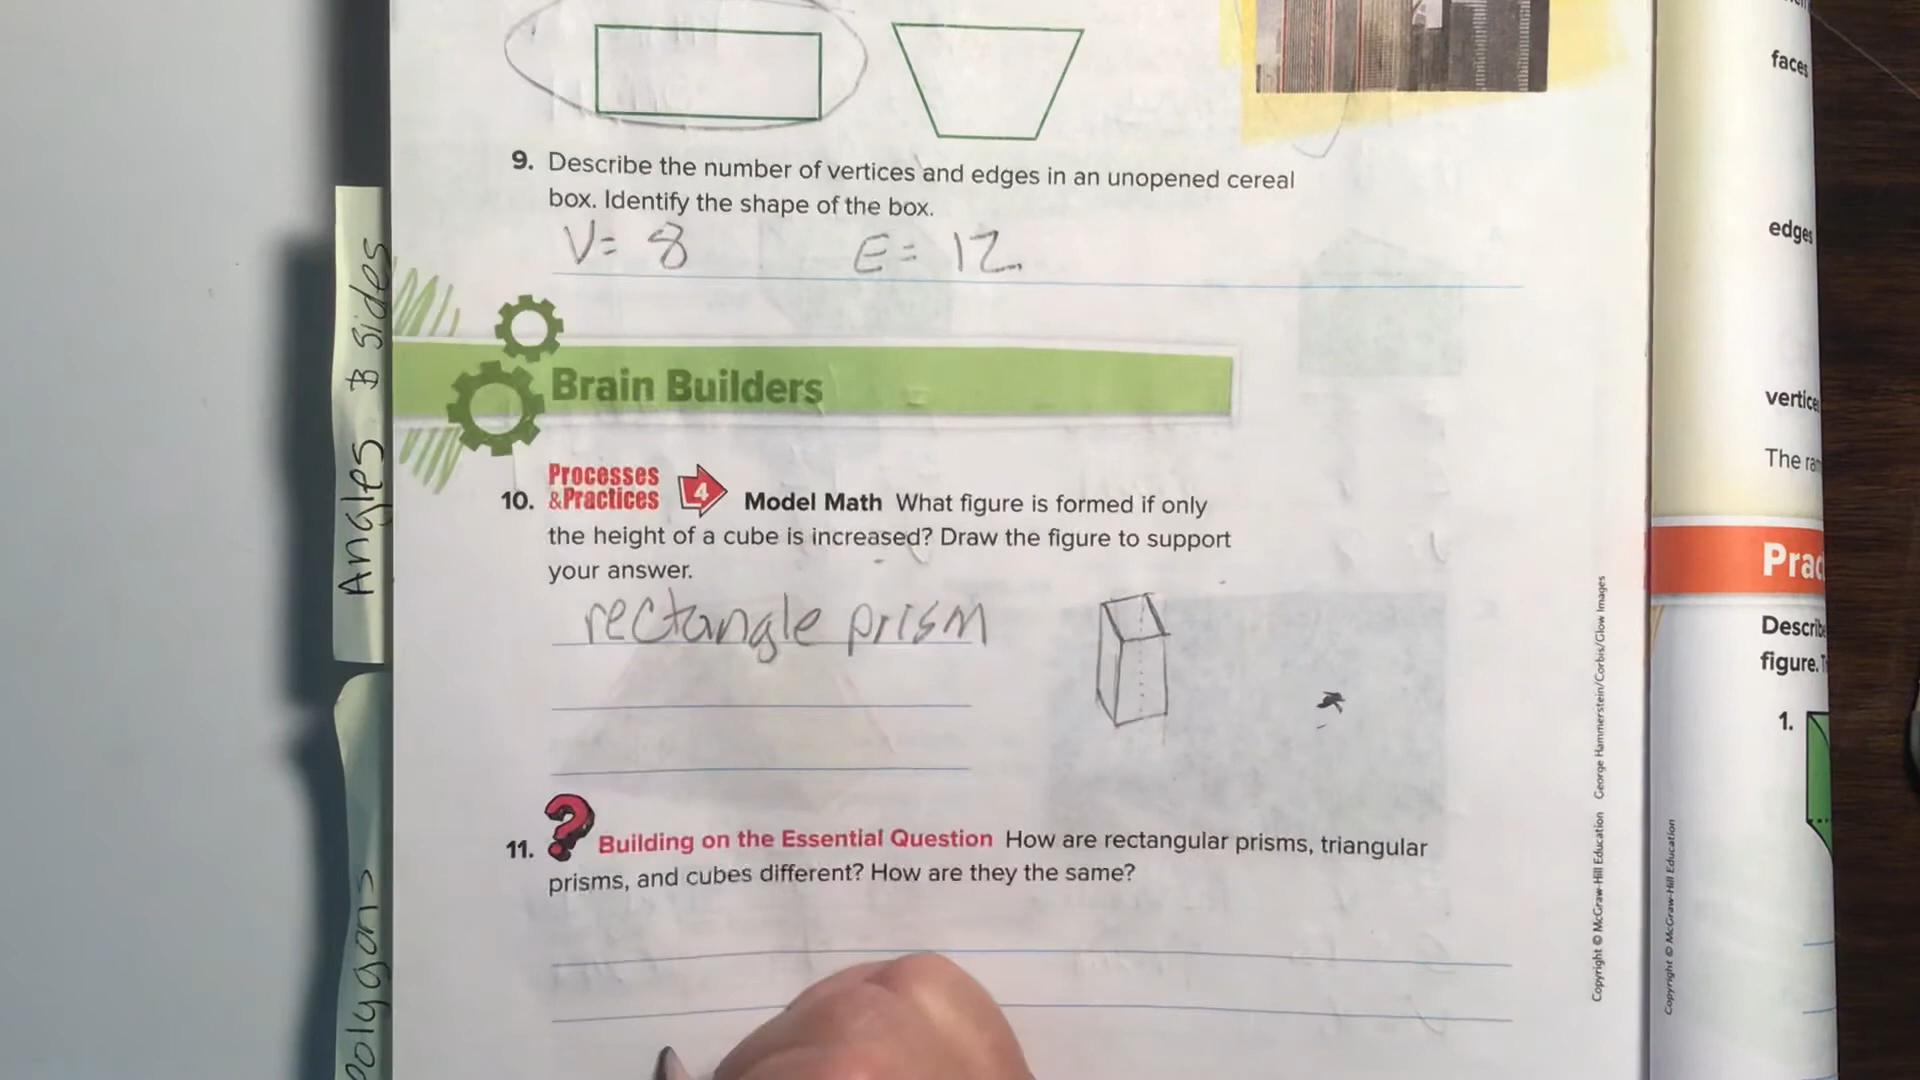 faces
9. Describe the number of vertices and edges in an unopened cereal
box. Identify the shape of the box.
V= 8 E= 12
edges
Brain Builders
vertice
The ra
Processes
&Practices 4
10. Model Math What figure is formed if only
the height of a cube is increased? Draw the figure to support
your answer.
rectangle prism
Prac
Describ
figure. T
1.
11. ? Building on the Essential Question How are rectangular prisms, triangular
prisms, and cubes different? How are they the same?
Angles & Sides
Polygons
Copyright © McGraw-Hill Education George Hammerstein/Corbis/Glow Images
Copyright © McGraw-Hill Education